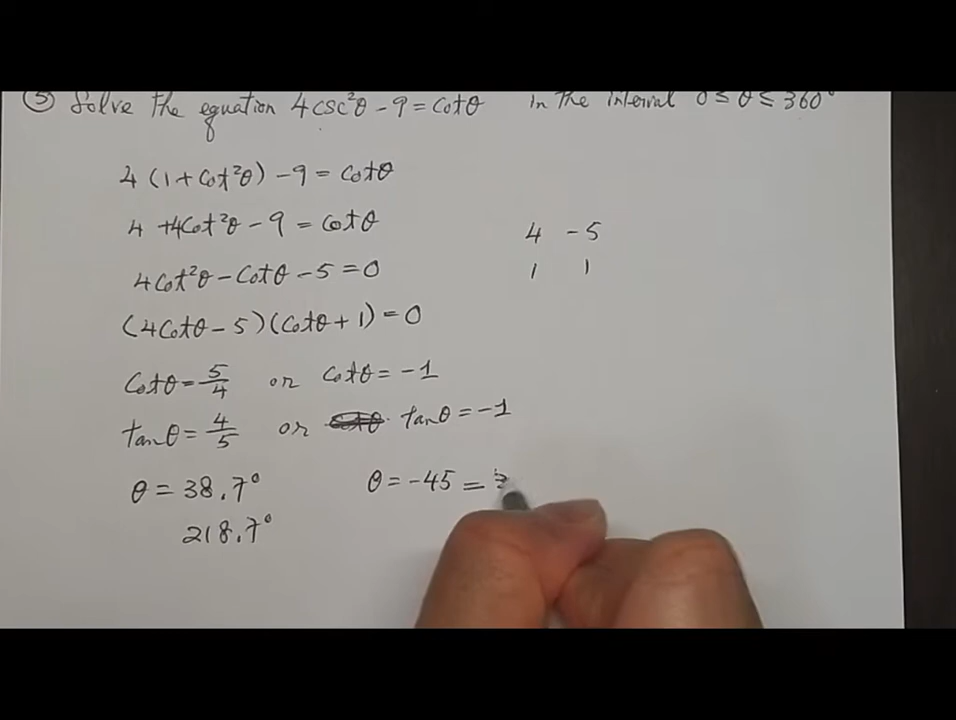 ⑤ Solve the equation 4csc²θ - 9 = cotθ in the interval 0 ≤ θ ≤ 360°
4(1 + cot²θ) - 9 = cotθ
4 + 4cot²θ - 9 = cotθ
4 -5
4cot²θ - cotθ - 5 = 0
1 1
(4cotθ - 5)(cotθ + 1) = 0
cotθ = 5/4 or cotθ = -1
tanθ = 4/5 or tanθ = -1
θ = 38.7° θ = -45 =
218.7°